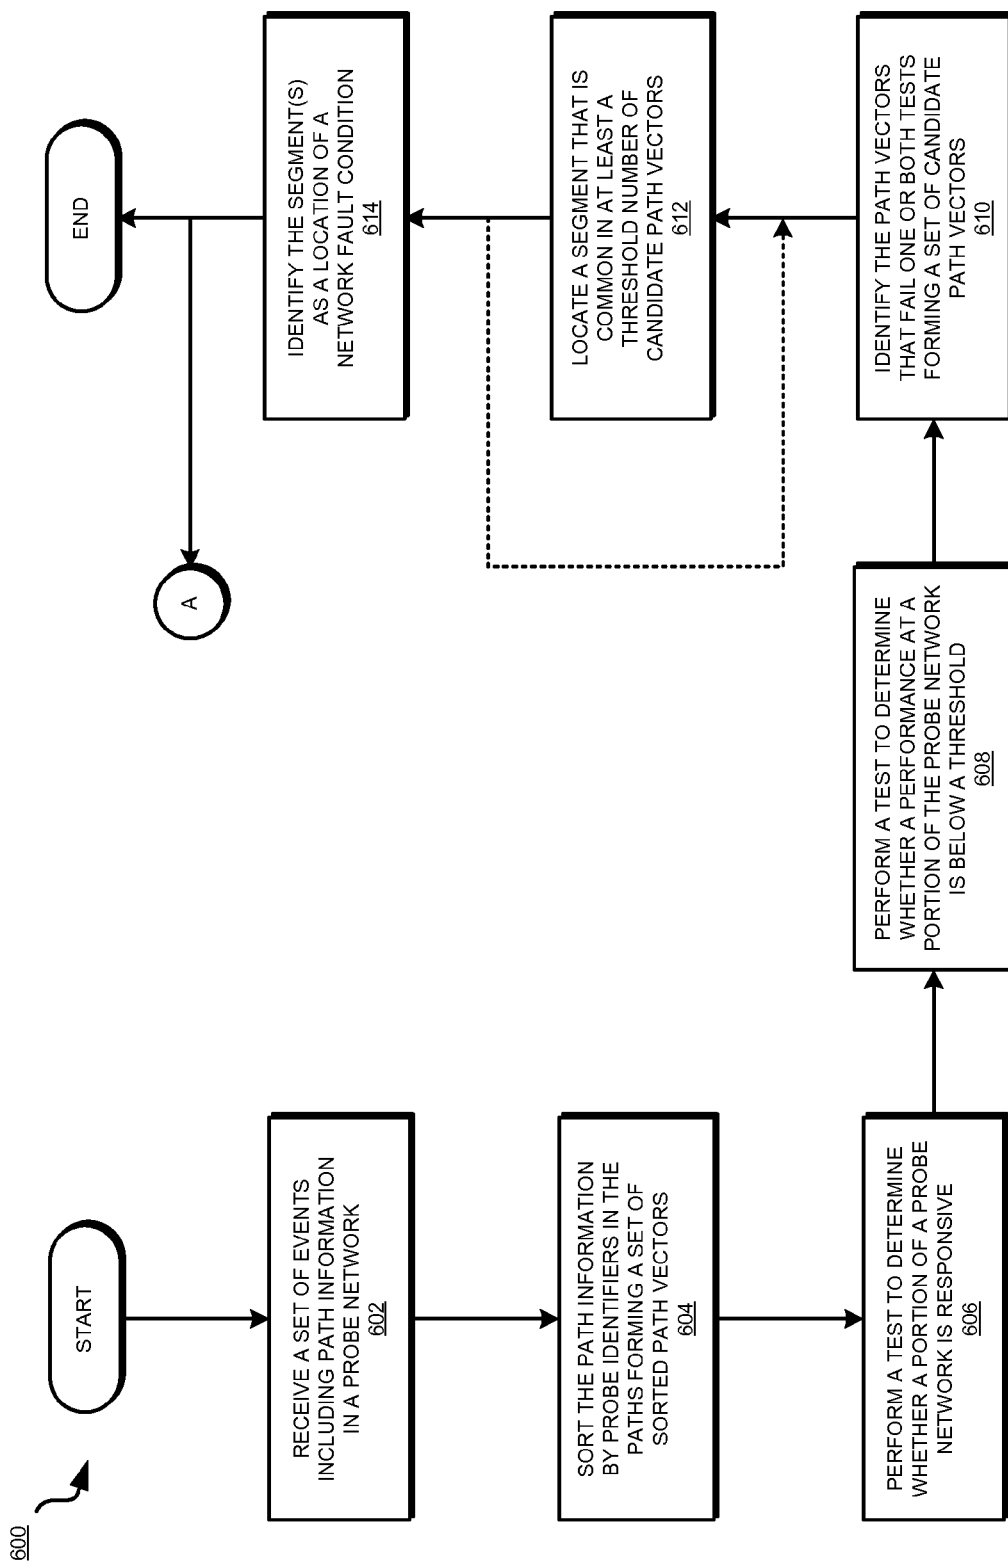 600
START
RECEIVE A SET OF EVENTS
INCLUDING PATH INFORMATION
IN A PROBE NETWORK
602
SORT THE PATH INFORMATION
BY PROBE IDENTIFIERS IN THE
PATHS FORMING A SET OF
SORTED PATH VECTORS
604
PERFORM A TEST TO DETERMINE
WHETHER A PORTION OF A PROBE
NETWORK IS RESPONSIVE
606
PERFORM A TEST TO DETERMINE
WHETHER A PERFORMANCE AT A
PORTION OF THE PROBE NETWORK
IS BELOW A THRESHOLD
608
IDENTIFY THE PATH VECTORS
THAT FAIL ONE OR BOTH TESTS
FORMING A SET OF CANDIDATE
PATH VECTORS
610
LOCATE A SEGMENT THAT IS
COMMON IN AT LEAST A
THRESHOLD NUMBER OF
CANDIDATE PATH VECTORS
612
IDENTIFY THE SEGMENT(S)
AS A LOCATION OF A
NETWORK FAULT CONDITION
614
A
END